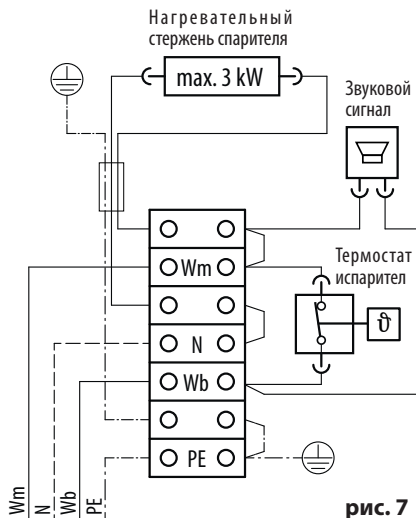 Нагревательный
стержень спарителя
max. 3 kW
Звуковой
сигнал
Wm
Термостат
испарител
ϑ
N
Wb
PE
Wm
N
Wb
PE
рис. 7